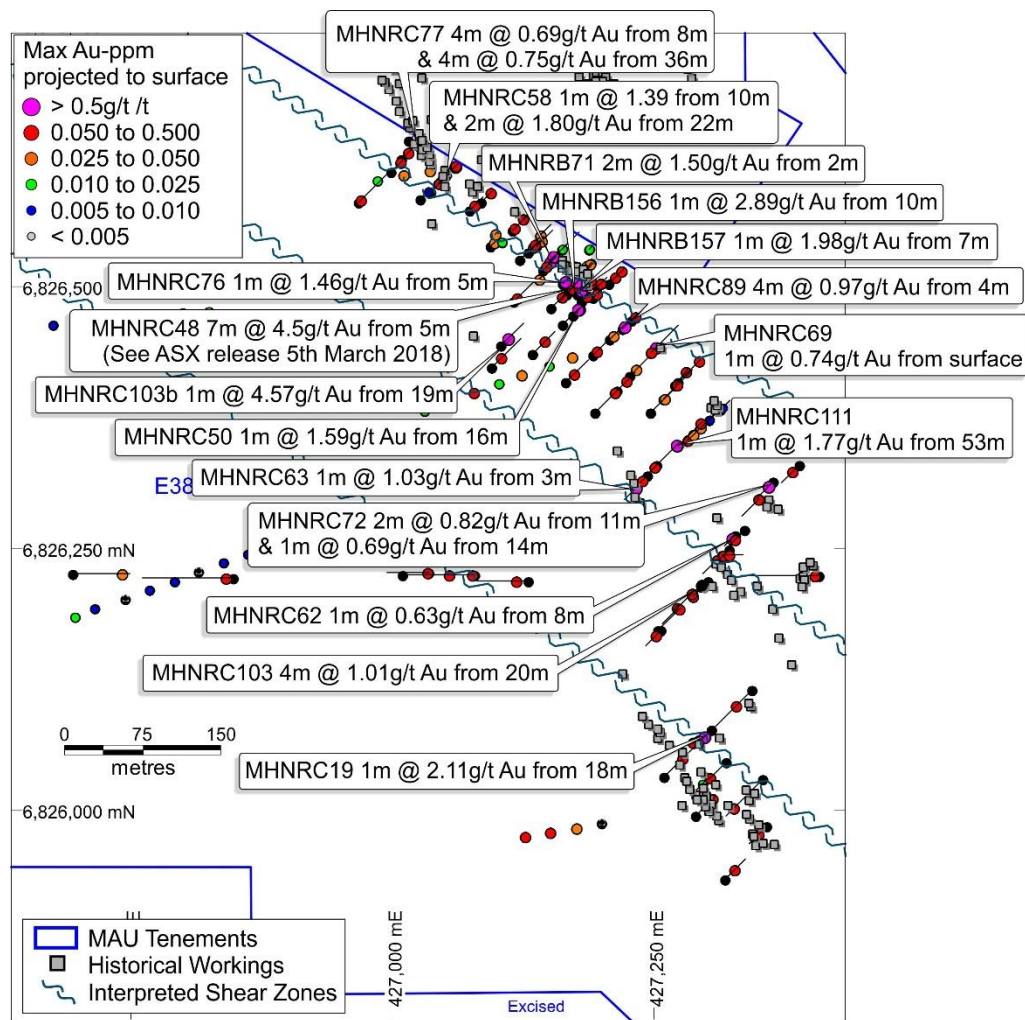 Max Au-ppm
projected to surface
> 0.5g/t /t
0.050 to 0.500
0.025 to 0.050
0.010 to 0.025
0.005 to 0.010
< 0.005
MHNRC77 4m @ 0.69g/t Au from 8m
& 4m @ 0.75g/t Au from 36m
MHNRC58 1m @ 1.39 from 10m
& 2m @ 1.80g/t Au from 22m
MHNRB71 2m @ 1.50g/t Au from 2m
MHNRB156 1m @ 2.89g/t Au from 10m
MHNRB157 1m @ 1.98g/t Au from 7m
MHNRC76 1m @ 1.46g/t Au from 5m
MHNRC89 4m @ 0.97g/t Au from 4m
6,826,500
MHNRC48 7m @ 4.5g/t Au from 5m
(See ASX release 5th March 2018)
MHNRC69
1m @ 0.74g/t Au from surface
MHNRC103b 1m @ 4.57g/t Au from 19m
MHNRC50 1m @ 1.59g/t Au from 16m
MHNRC111
1m @ 1.77g/t Au from 53m
E38
MHNRC63 1m @ 1.03g/t Au from 3m
MHNRC72 2m @ 0.82g/t Au from 11m
& 1m @ 0.69g/t Au from 14m
6,826,250 mN
MHNRC62 1m @ 0.63g/t Au from 8m
MHNRC103 4m @ 1.01g/t Au from 20m
0 75 150
metres
MHNRC19 1m @ 2.11g/t Au from 18m
6,826,000 mN
MAU Tenements
Historical Workings
Interpreted Shear Zones
427,000 mE
427,250 mE
Excised